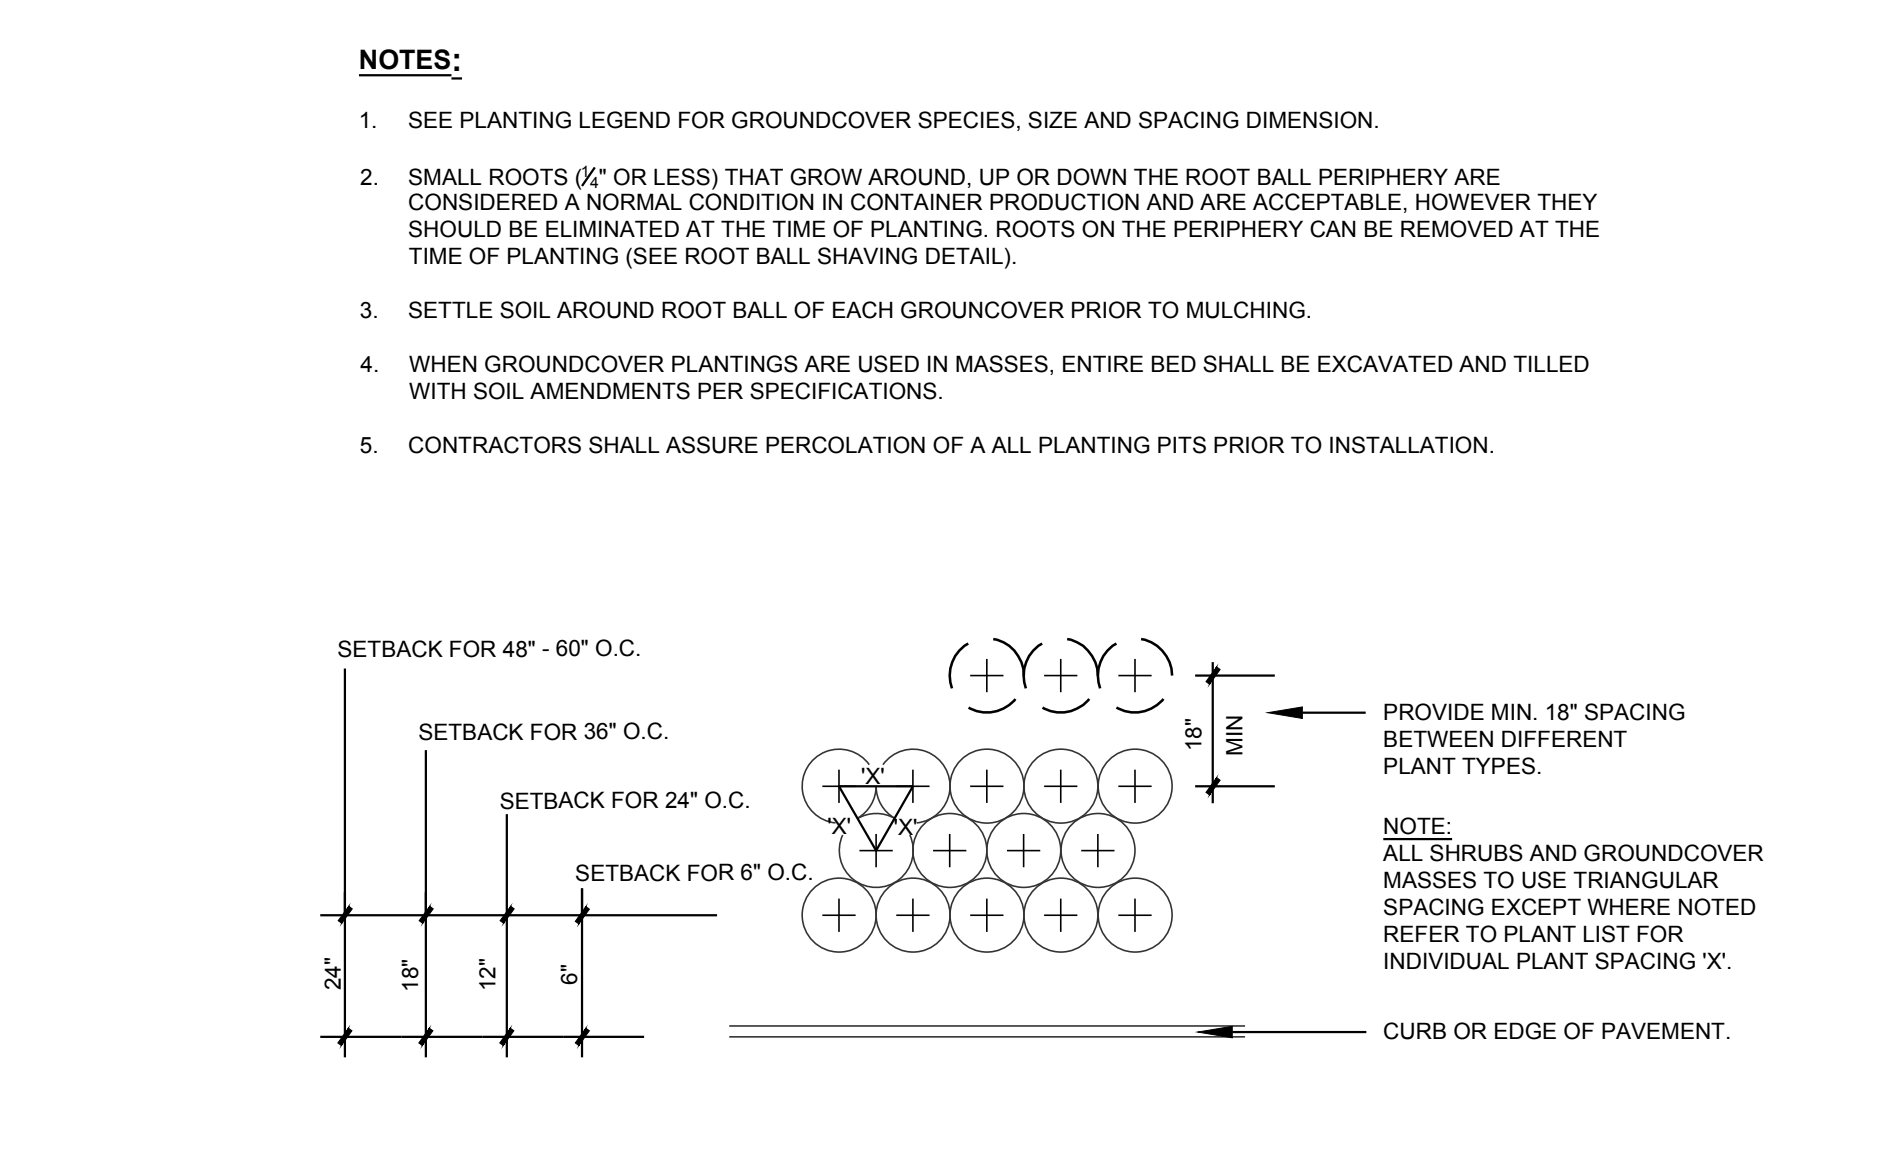 NOTES:
1. SEE PLANTING LEGEND FOR GROUNDCOVER SPECIES, SIZE AND SPACING DIMENSION.
2. SMALL ROOTS (1/4" OR LESS) THAT GROW AROUND, UP OR DOWN THE ROOT BALL PERIPHERY ARE
CONSIDERED A NORMAL CONDITION IN CONTAINER PRODUCTION AND ARE ACCEPTABLE, HOWEVER THEY
SHOULD BE ELIMINATED AT THE TIME OF PLANTING. ROOTS ON THE PERIPHERY CAN BE REMOVED AT THE
TIME OF PLANTING (SEE ROOT BALL SHAVING DETAIL).
3. SETTLE SOIL AROUND ROOT BALL OF EACH GROUNCOVER PRIOR TO MULCHING.
4. WHEN GROUNDCOVER PLANTINGS ARE USED IN MASSES, ENTIRE BED SHALL BE EXCAVATED AND TILLED
WITH SOIL AMENDMENTS PER SPECIFICATIONS.
5. CONTRACTORS SHALL ASSURE PERCOLATION OF A ALL PLANTING PITS PRIOR TO INSTALLATION.
SETBACK FOR 48" - 60" O.C.
SETBACK FOR 36" O.C.
SETBACK FOR 24" O.C.
SETBACK FOR 6" O.C.
24"
18"
12"
6"
'X'
'X'
'X'
18"
MIN
PROVIDE MIN. 18" SPACING
BETWEEN DIFFERENT
PLANT TYPES.
NOTE:
ALL SHRUBS AND GROUNDCOVER
MASSES TO USE TRIANGULAR
SPACING EXCEPT WHERE NOTED
REFER TO PLANT LIST FOR
INDIVIDUAL PLANT SPACING 'X'.
CURB OR EDGE OF PAVEMENT.